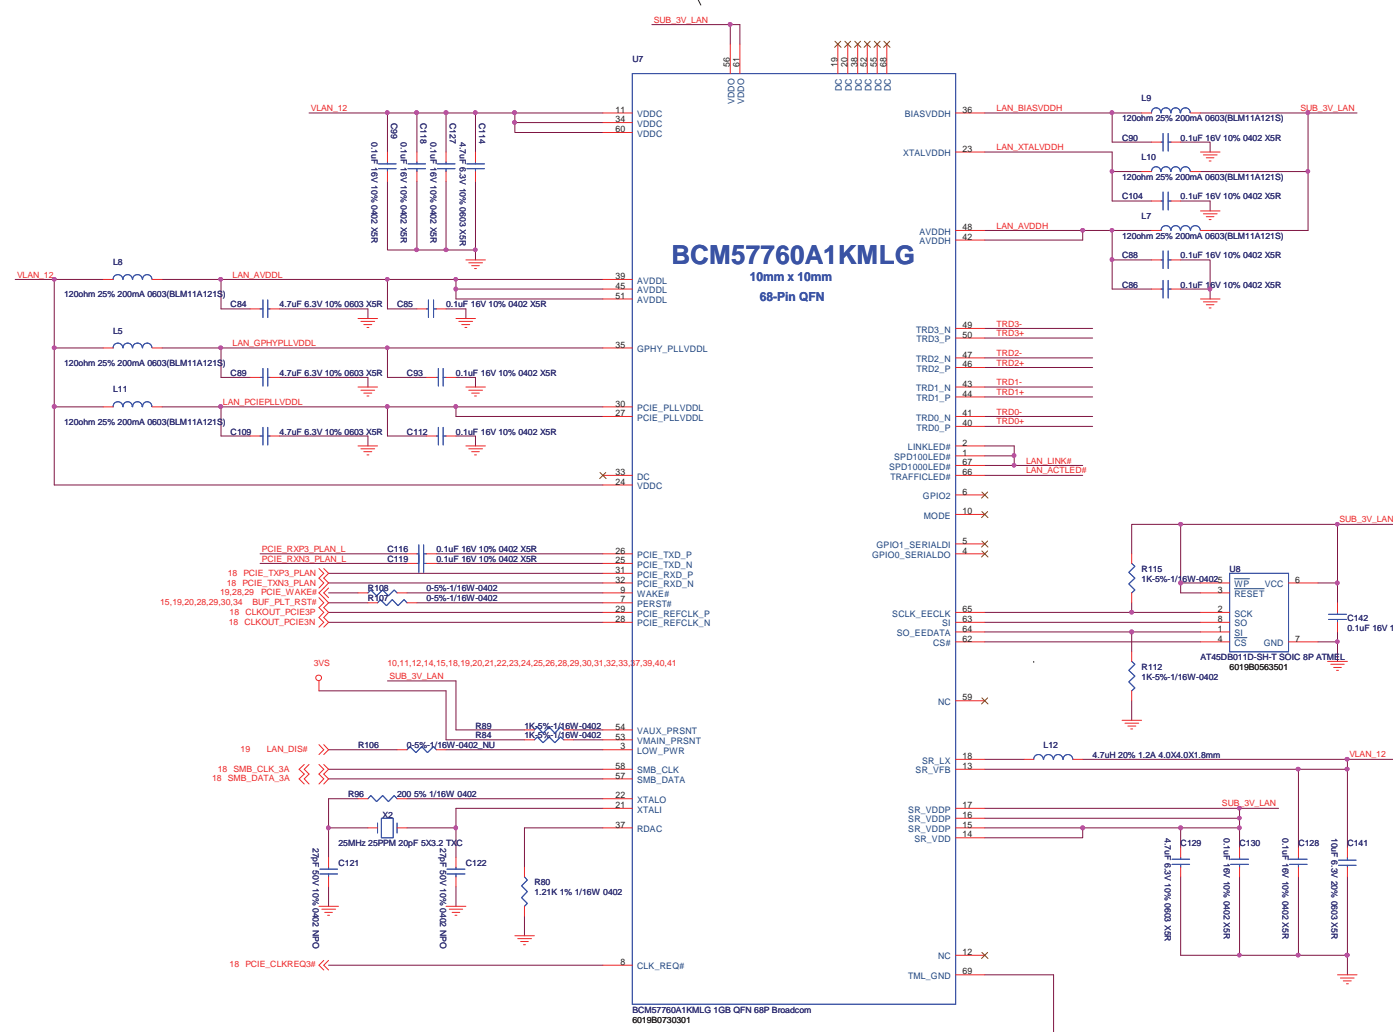 SUB_3V_LAN
U7
56
61
VDDO
VDDO
19
20
38
52
55
68
DC
DC
DC
DC
DC
DC
BCM57760A1KMLG
10mm x 10mm
68-Pin QFN
VLAN_12
11 VDDC
34 VDDC
60 VDDC
C99
0.1uF 16V 10% 0402 X5R
C118
0.1uF 16V 10% 0402 X5R
C127
0.1uF 16V 10% 0402 X5R
C114
4.7uF 6.3V 10% 0603 X5R
VLAN_12
L8
120ohm 25% 200mA 0603(BLM11A121S)
LAN_AVDDL
39 AVDDL
45 AVDDL
51 AVDDL
C84 4.7uF 6.3V 10% 0603 X5R
C85 0.1uF 16V 10% 0402 X5R
L5
120ohm 25% 200mA 0603(BLM11A121S)
LAN_GPHYPLLVDDL
35 GPHY_PLLVDDL
C89 4.7uF 6.3V 10% 0603 X5R
C93 0.1uF 16V 10% 0402 X5R
L11
120ohm 25% 200mA 0603(BLM11A121S)
LAN_PCIEPLLVDDL
30 PCIE_PLLVDDL
27 PCIE_PLLVDDL
C109 4.7uF 6.3V 10% 0603 X5R
C112 0.1uF 16V 10% 0402 X5R
33 DC
24 VDDC
PCIE_RXP3_PLAN_L C116 0.1uF 16V 10% 0402 X5R 26 PCIE_TXD_P
PCIE_RXN3_PLAN_L C119 0.1uF 16V 10% 0402 X5R 25 PCIE_TXD_N
18 PCIE_TXP3_PLAN 31 PCIE_RXD_P
18 PCIE_TXN3_PLAN 32 PCIE_RXD_N
19,28,29 PCIE_WAKE# R108 0-5%-1/16W-0402 9 WAKE#
15,19,20,28,29,30,34 BUF_PLT_RST# R107 0-5%-1/16W-0402 7 PERST#
18 CLKOUT_PCIE3P 29 PCIE_REFCLK_P
18 CLKOUT_PCIE3N 28 PCIE_REFCLK_N
3VS
10,11,12,14,15,18,19,20,21,22,23,24,25,26,28,29,30,31,32,33,37,39,40,41
SUB_3V_LAN
R89 1K-5%-1/16W-0402 54 VAUX_PRSNT
R84 1K-5%-1/16W-0402 53 VMAIN_PRSNT
19 LAN_DIS# R106 0-5%-1/16W-0402_NU 3 LOW_PWR
18 SMB_CLK_3A 58 SMB_CLK
18 SMB_DATA_3A 57 SMB_DATA
R96 200 5% 1/16W 0402 22 XTALO
21 XTALI
X2
25MHz 25PPM 20pF 5X3.2 TXC
37 RDAC
C121
27pF 50V 10% 0402 NPO
C122
27pF 50V 10% 0402 NPO
R80
1.21K 1% 1/16W 0402
18 PCIE_CLKREQ3# 8 CLK_REQ#
BCM57760A1KMLG 1GB QFN 68P Broadcom
6019B0730301
BIASVDDH 36 LAN_BIASVDDH
L9
SUB_3V_LAN
120ohm 25% 200mA 0603(BLM11A121S)
C90 0.1uF 16V 10% 0402 X5R
XTALVDDH 23 LAN_XTALVDDH
L10
120ohm 25% 200mA 0603(BLM11A121S)
C104 0.1uF 16V 10% 0402 X5R
L7
AVDDH 48 LAN_AVDDH
AVDDH 42
120ohm 25% 200mA 0603(BLM11A121S)
C88 0.1uF 16V 10% 0402 X5R
C86 0.1uF 16V 10% 0402 X5R
TRD3_N 49 TRD3-
TRD3_P 50 TRD3+
TRD2_N 47 TRD2-
TRD2_P 46 TRD2+
TRD1_N 43 TRD1-
TRD1_P 44 TRD1+
TRD0_N 41 TRD0-
TRD0_P 40 TRD0+
LINKLED# 2
SPD100LED# 1
SPD1000LED# 67 LAN_LINK#
TRAFFICLED# 66 LAN_ACTLED#
GPIO2 6
MODE 10
GPIO1_SERIALDI 5
GPIO0_SERIALDO 4
SUB_3V_LAN
R115
1K-5%-1/16W-0402
U8
5 WP VCC 6
3 RESET
SCLK_EECLK 65 2 SCK
SI 63 8 SO
SO_EEDATA 64 1 SI
CS# 62 4 CS GND 7
C142
0.1uF 16V 1
AT45DB011D-SH-T SOIC 8P ATMEL
6019B0563501
R112
1K-5%-1/16W-0402
NC 59
L12
SR_LX 18 4.7uH 20% 1.2A 4.0X4.0X1.8mm VLAN_12
SR_VFB 13
SUB_3V_LAN
SR_VDDP 17
SR_VDDP 16
SR_VDDP 15
SR_VDD 14
C129
4.7uF 6.3V 10% 0603 X5R
C130
0.1uF 16V 10% 0402 X5R
C128
0.1uF 16V 10% 0402 X5R
C141
10uF 6.3V 20% 0603 X5R
NC 12
TML_GND 69